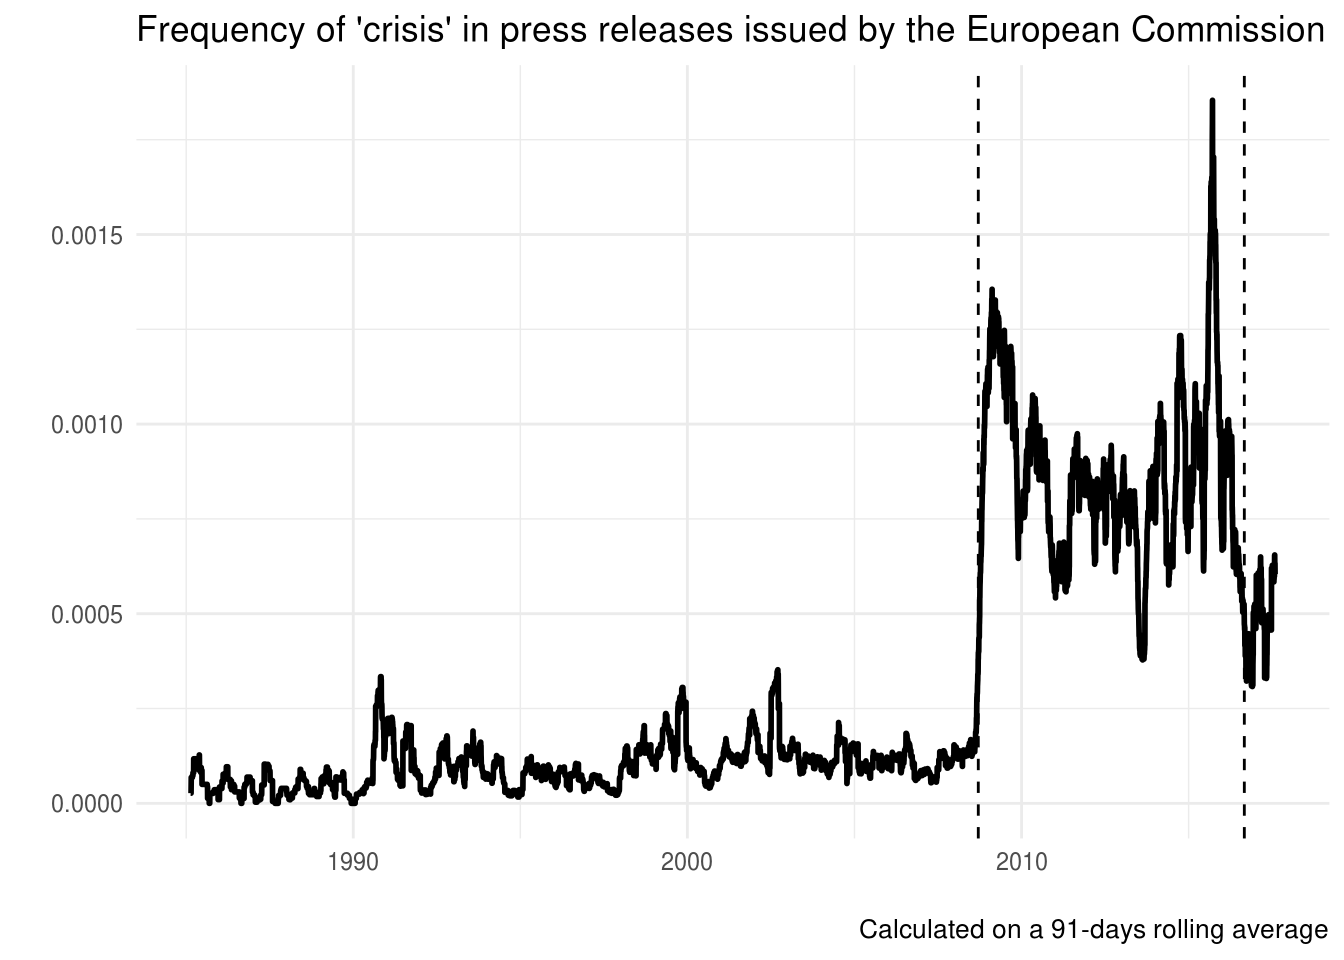 Frequency of 'crisis' in press releases issued by the European Commission
0.0015
0.0010
0.0005
0.0000
1990 2000 2010
Calculated on a 91-days rolling average